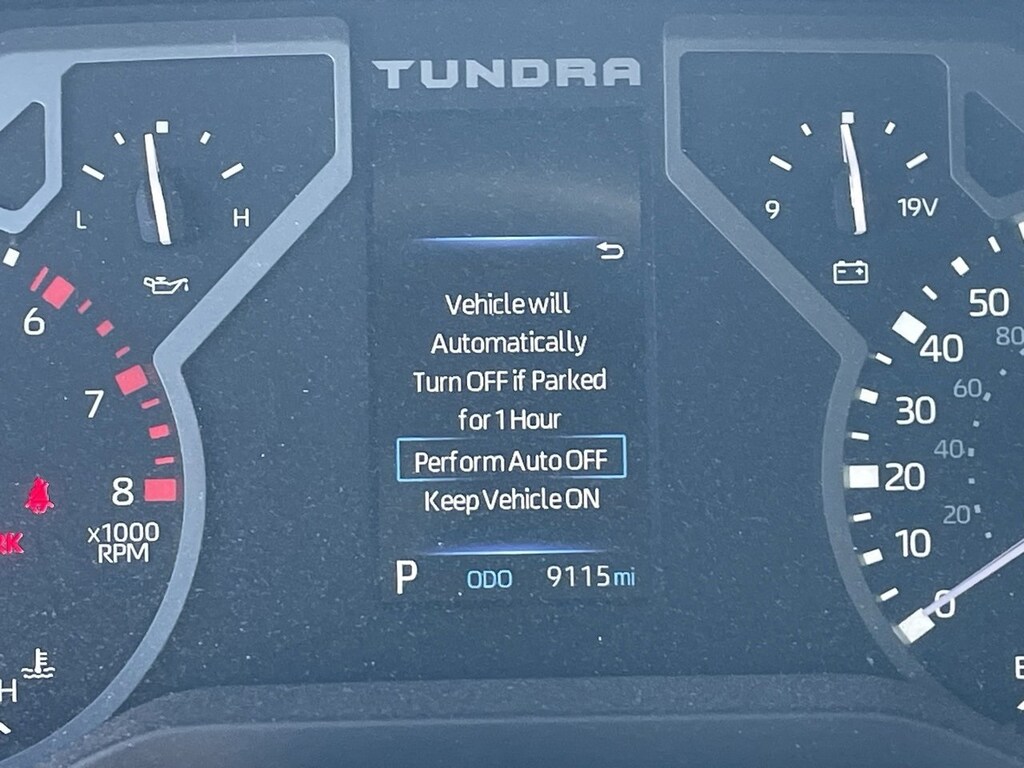 TUNDRA
L
H
9
19V
Vehicle will
Automatically
Turn OFF if Parked
for 1 Hour
Perform Auto OFF
Keep Vehicle ON
P ODO 9115 mi
6
7
8
x1000
RPM
50
40
30
20
10
0
80
60
40
20
H